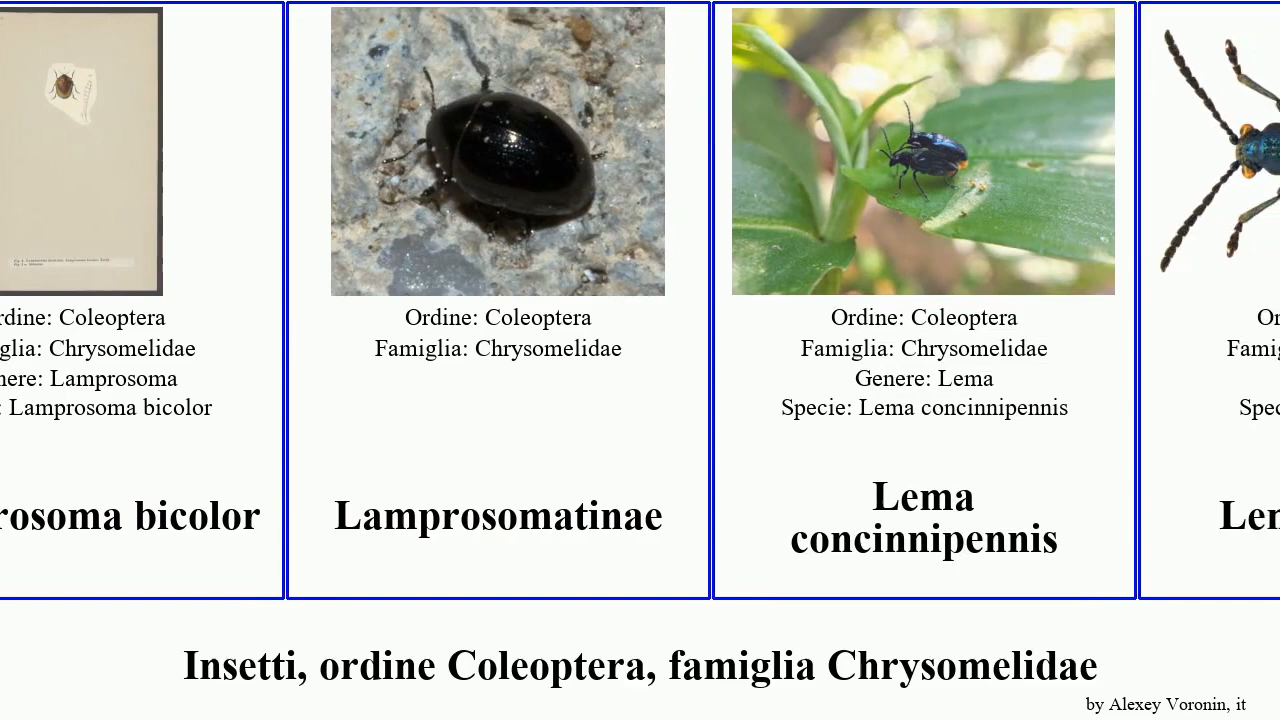 rdine: Coleoptera
glia: Chrysomelidae
nere: Lamprosoma
: Lamprosoma bicolor
rosoma bicolor
Ordine: Coleoptera
Famiglia: Chrysomelidae
Lamprosomatinae
Ordine: Coleoptera
Famiglia: Chrysomelidae
Genere: Lema
Specie: Lema concinnipennis
Lema
concinnipennis
Or
Famig
Spec
Ler
Insetti, ordine Coleoptera, famiglia Chrysomelidae
by Alexey Voronin, it